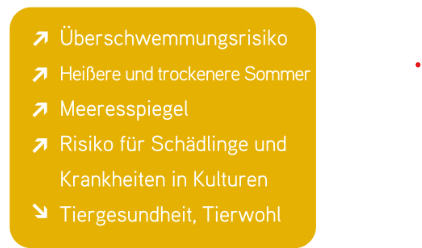 ↗ Überschwemmungsrisiko
↗ Heißere und trockenere Sommer
↗ Meeresspiegel
↗ Risiko für Schädlinge und
Krankheiten in Kulturen
↘ Tiergesundheit, Tierwohl